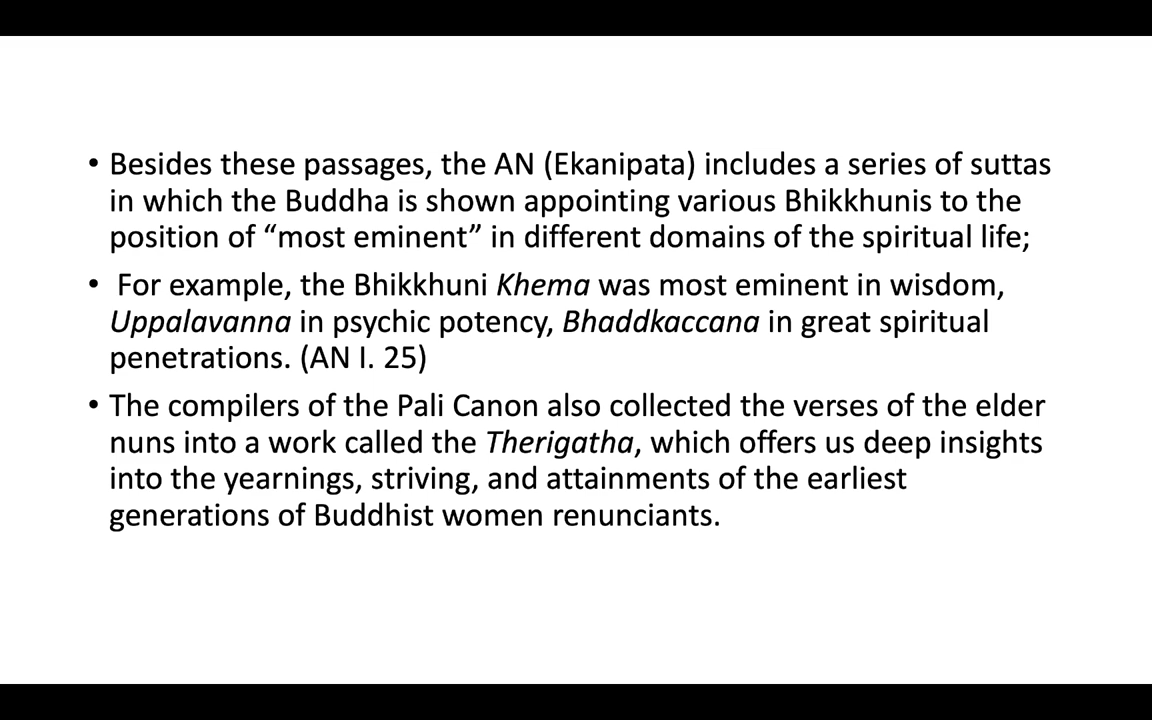 • Besides these passages, the AN (Ekanipata) includes a series of suttas
in which the Buddha is shown appointing various Bhikkhunis to the
position of “most eminent” in different domains of the spiritual life;
• For example, the Bhikkhuni Khema was most eminent in wisdom,
Uppalavanna in psychic potency, Bhaddkaccana in great spiritual
penetrations. (AN I. 25)
• The compilers of the Pali Canon also collected the verses of the elder
nuns into a work called the Therigatha, which offers us deep insights
into the yearnings, striving, and attainments of the earliest
generations of Buddhist women renunciants.